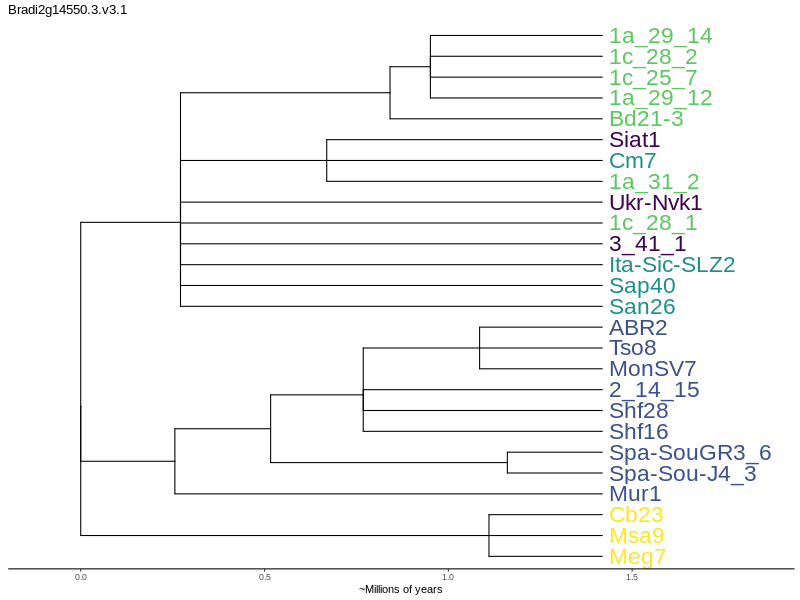 Bradi2g14550.3.v3.1
1a_29_14
1c_28_2
1c_25_7
1a_29_12
Bd21-3
Siat1
Cm7
1a_31_2
Ukr-Nvk1
1c_28_1
3_41_1
Ita-Sic-SLZ2
Sap40
San26
ABR2
Tso8
MonSV7
2_14_15
Shf28
Shf16
Spa-SouGR3_6
Spa-Sou-J4_3
Mur1
Cb23
Msa9
Meg7
0.0 0.5 1.0 1.5
~Millions of years